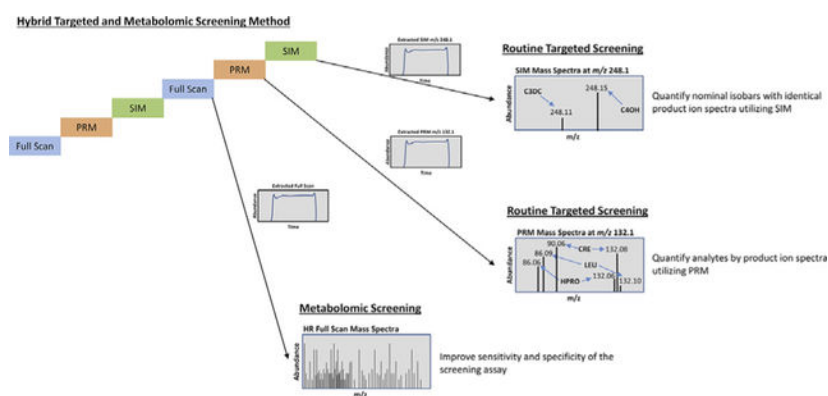 Hybrid Targeted and Metabolomic Screening Method
SIM
PRM
Full Scan
SIM
PRM
Full Scan
Extracted SIM m/z 248.1
Abundance
Time
Routine Targeted Screening
SIM Mass Spectra at m/z 248.1
Abundance
C3DC
248.11
248.15
C4OH
m/z
Quantify nominal isobars with identical
product ion spectra utilizing SIM
Extracted PRM m/z 132.1
Abundance
Time
Extracted Full Scan
Abundance
Time
Routine Targeted Screening
PRM Mass Spectra at m/z 132.1
Abundance
90.06
CRE
132.08
86.09
LEU
86.06
HPRO
132.06
132.10
m/z
Quantify analytes by product ion spectra
utilizing PRM
Metabolomic Screening
HR Full Scan Mass Spectra
Abundance
m/z
Improve sensitivity and specificity of the
screening assay